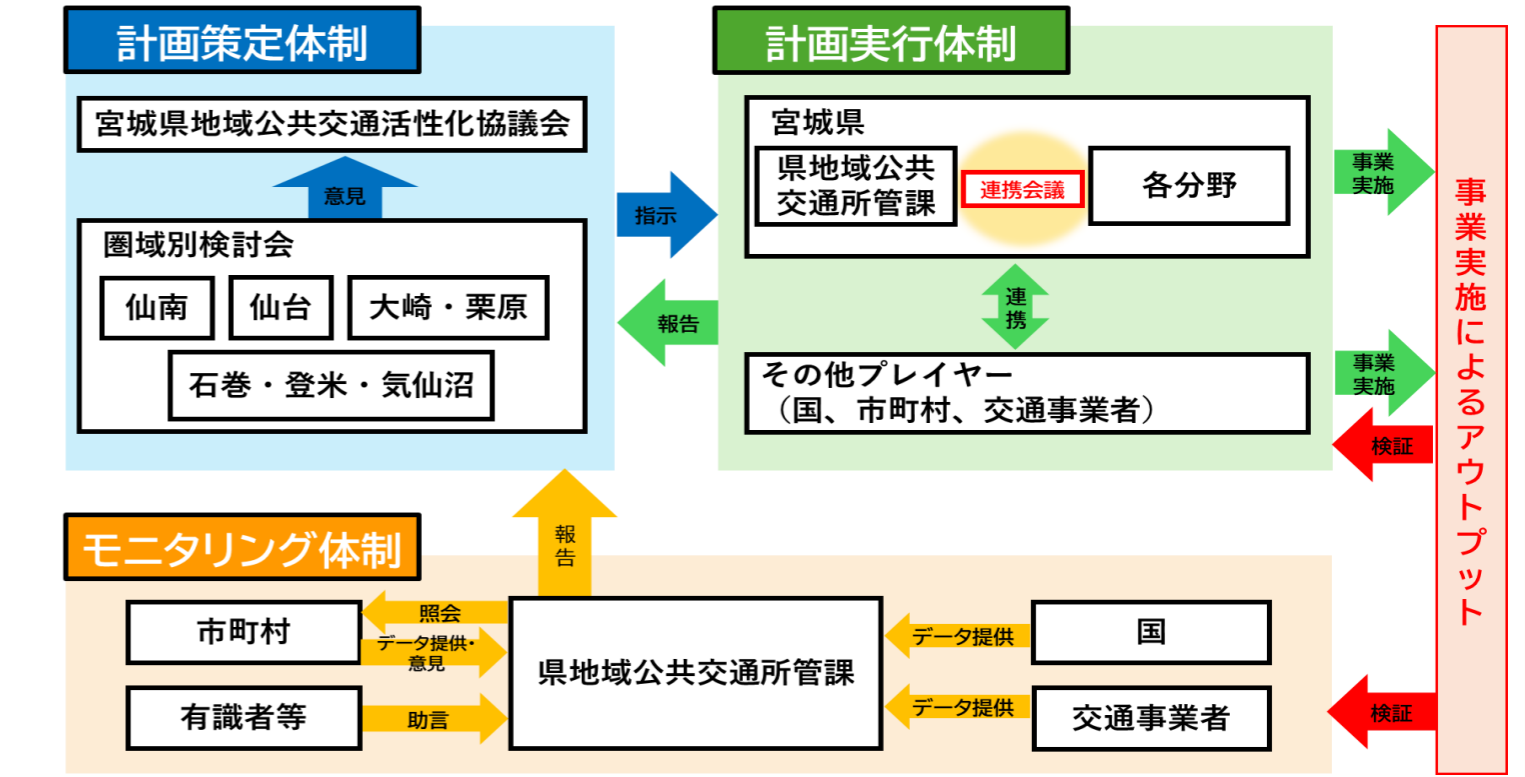 計画策定体制
宮城県地域公共交通活性化協議会
意見
圏域別検討会
仙南
仙台
大崎・栗原
石巻・登米・気仙沼
指示
報告
計画実行体制
宮城県
県地域公共
交通所管課
連携会議
各分野
連
携
その他プレイヤー
（国、市町村、交通事業者）
事業
実施
事業
実施
検証
事業実施によるアウトプット
報
告
モニタリング体制
市町村
照会
データ提供・
意見
有識者等
助言
県地域公共交通所管課
データ提供
国
データ提供
交通事業者
検証